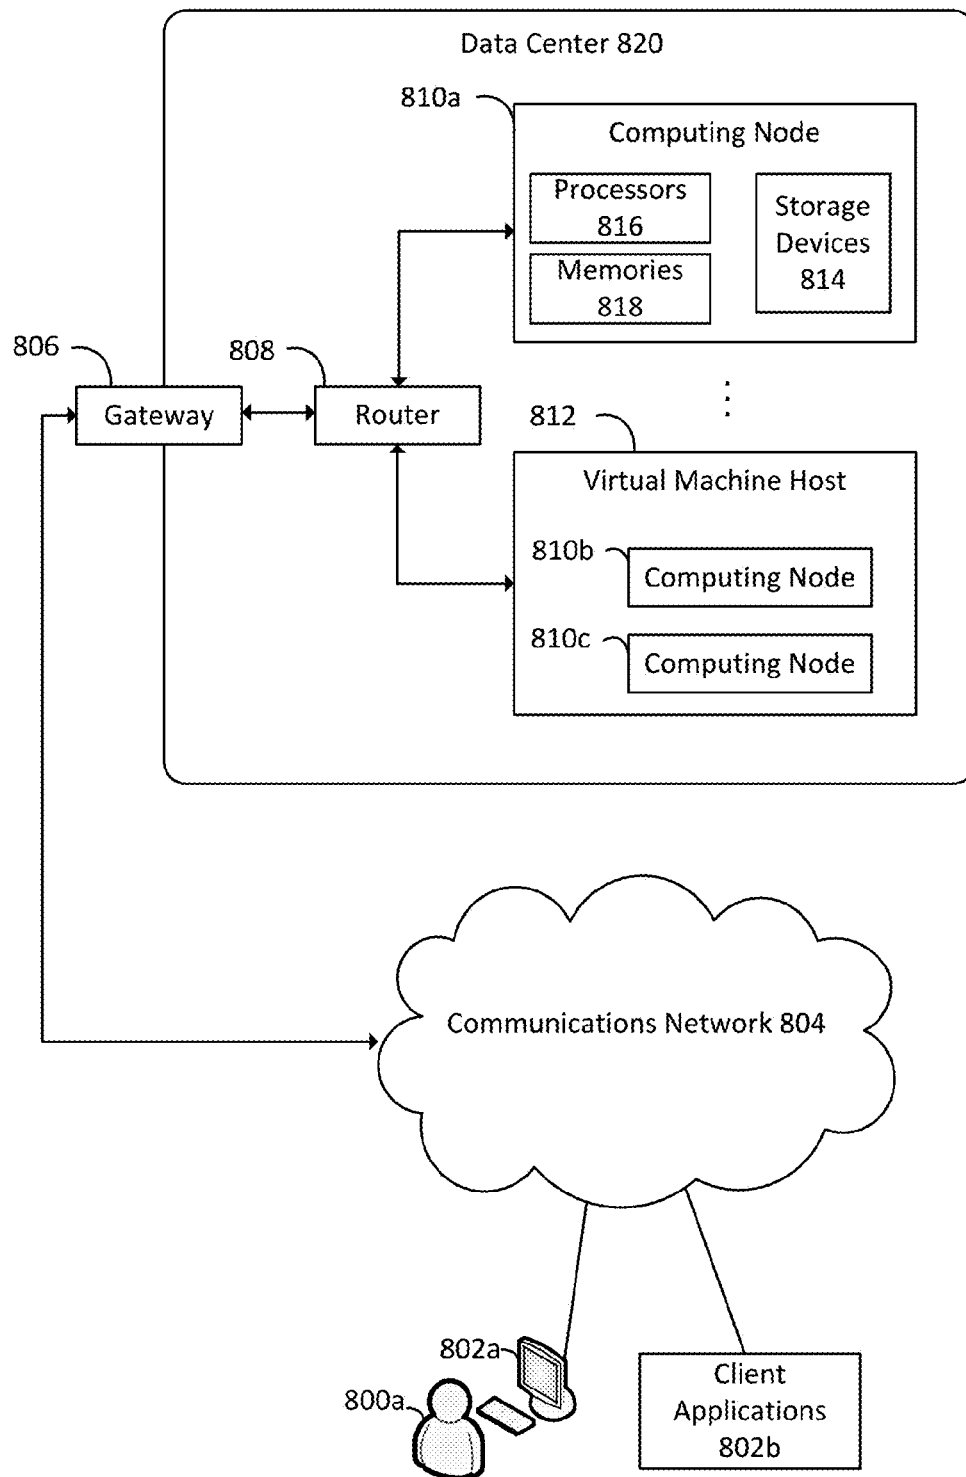 Data Center 820
810a
Computing Node
Processors
816
Storage
Devices
814
Memories
818
806
808
Gateway
Router
812
Virtual Machine Host
810b
Computing Node
810c
Computing Node
Communications Network 804
802a
800a
Client
Applications
802b